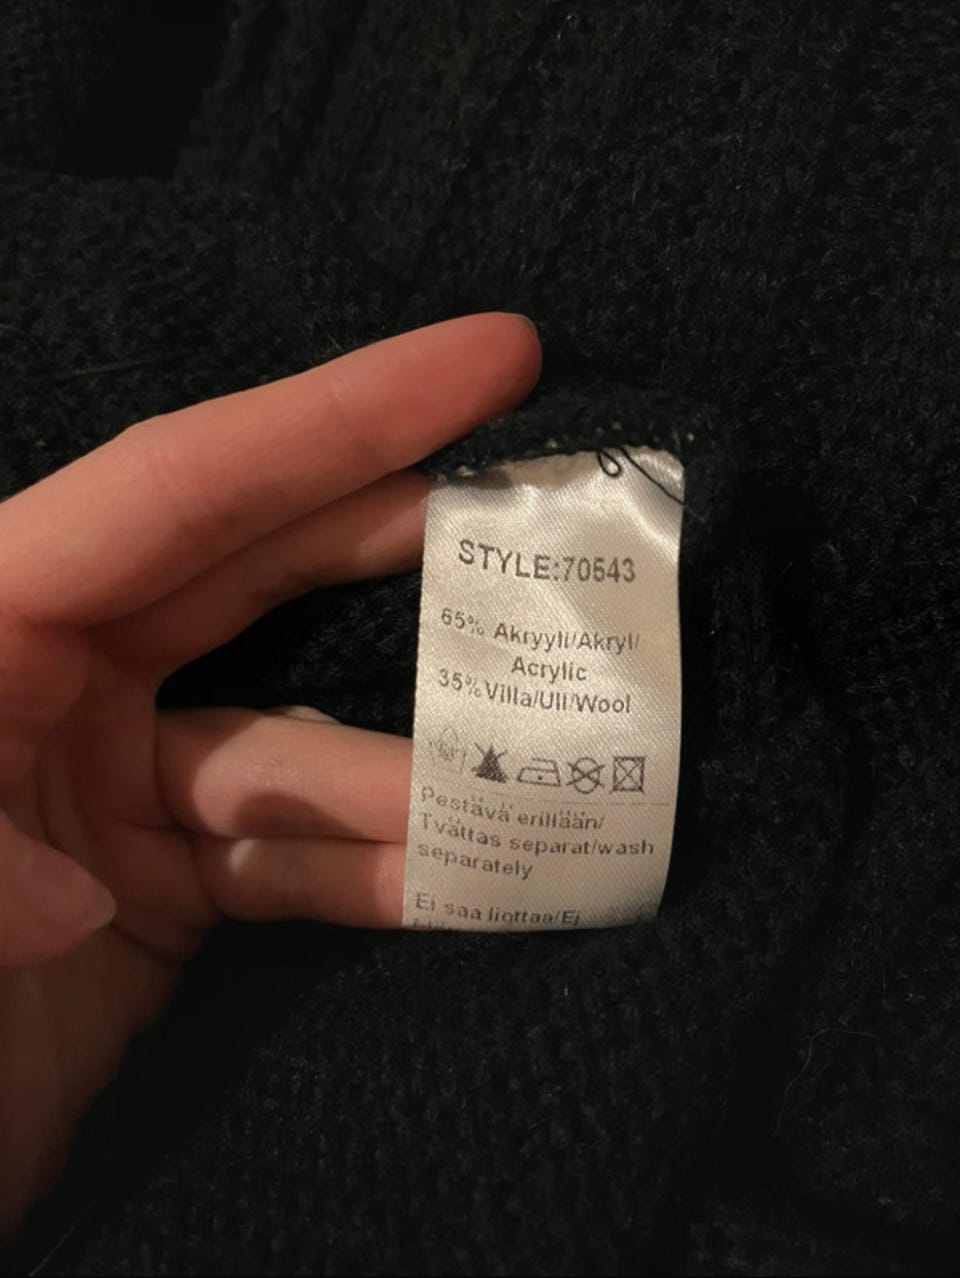 STYLE:70543
65% Akryyli/Akryl/
Acrylic
35%Villa/Ull/Wool
Pestävä erillään/
Tvättas separat/wash
separately
Ei saa liottaa/Ej